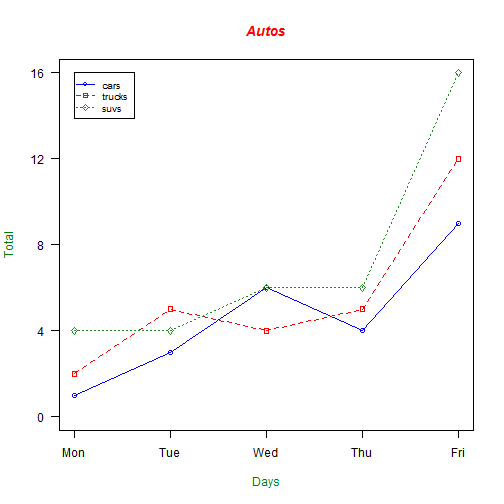 Autos
cars
trucks
suvs
16
12
8
4
0
Total
Mon Tue Wed Thu Fri
Days